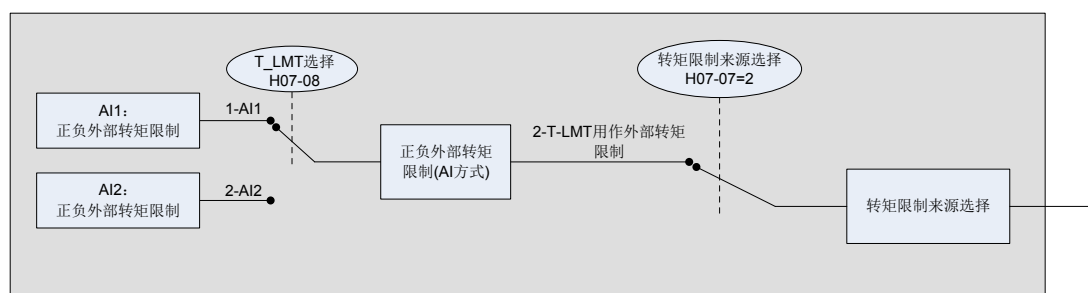 T_LMT选择
H07-08
转矩限制来源选择
H07-07=2
AI1：
正负外部转矩限制
1-AI1
2-T-LMT用作外部转矩
限制
正负外部转矩
限制(AI方式)
AI2：
正负外部转矩限制
2-AI2
转矩限制来源选择